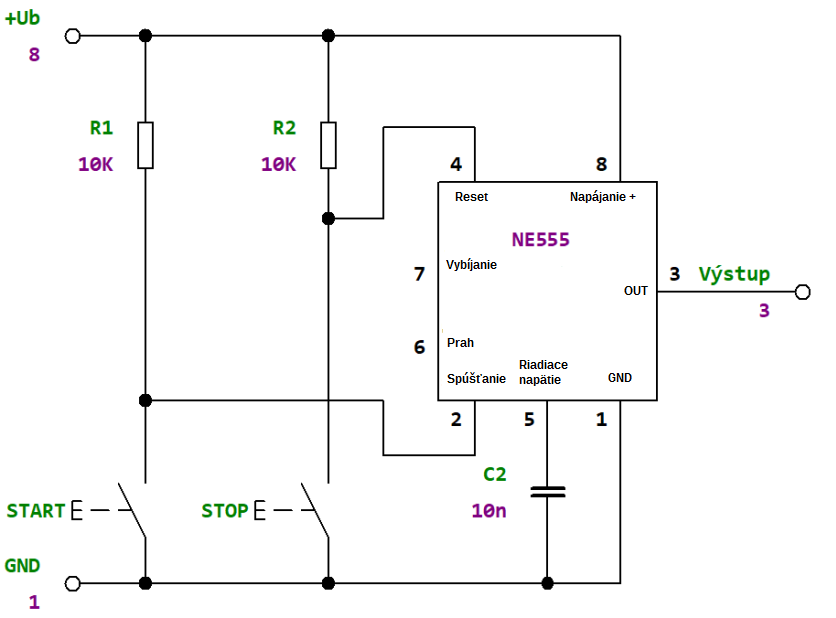 +Ub
8
R1
10K
R2
10K
4
8
Reset
Napájanie +
NE555
7
Vybíjanie
3
Výstup
3
OUT
6
Prah
Spúšťanie
Riadiace
napätie
GND
2
5
1
C2
10n
START
STOP
GND
1